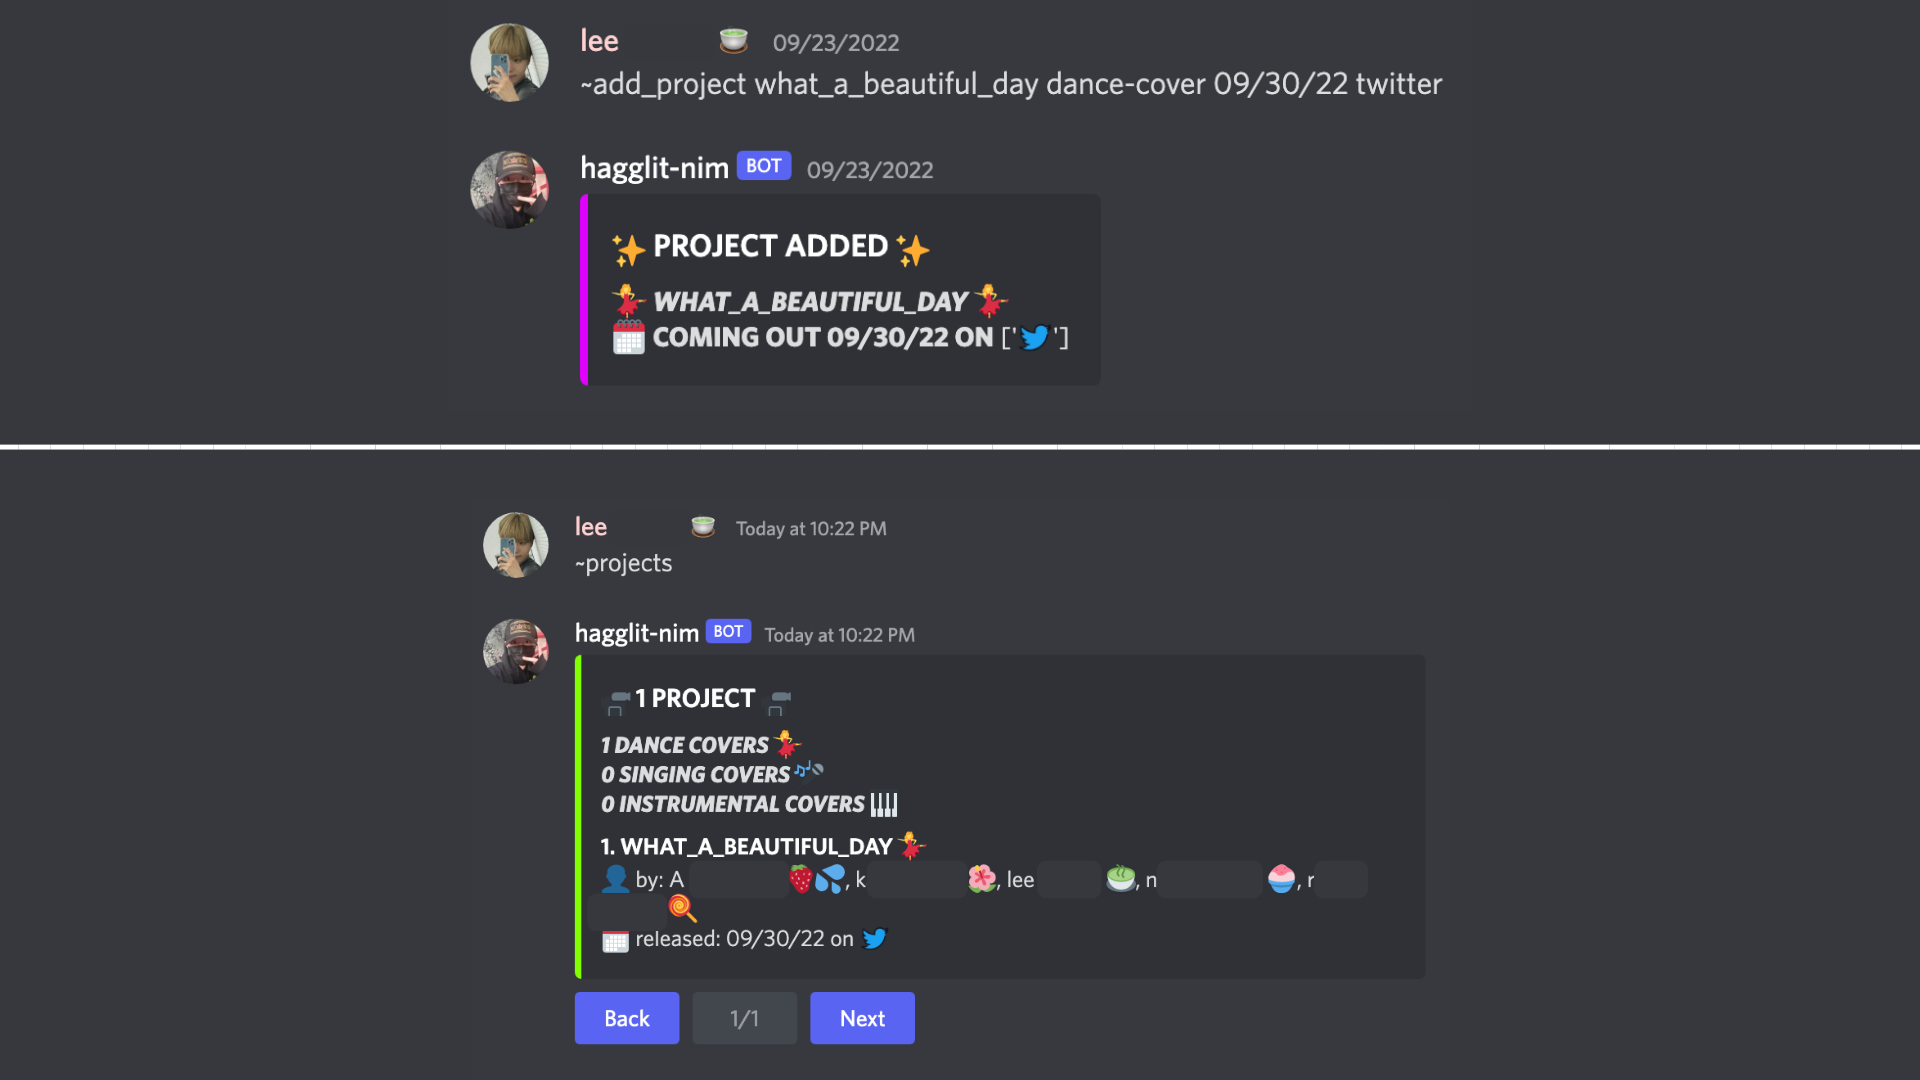 lee 🍵 09/23/2022
~add_project what_a_beautiful_day dance-cover 09/30/22 twitter
hagglit-nim BOT 09/23/2022
✨ PROJECT ADDED ✨
💃 WHAT_A_BEAUTIFUL_DAY 💃
🗓️ COMING OUT 09/30/22 ON ['🐦']
lee 🍵 Today at 10:22 PM
~projects
hagglit-nim BOT Today at 10:22 PM
1 PROJECT
1 DANCE COVERS 💃
0 SINGING COVERS 🎶
0 INSTRUMENTAL COVERS 🎹
1. WHAT_A_BEAUTIFUL_DAY 💃
👤 by: A 🍓💦, k 🌺, lee 🍵, n 🍧, r
🍭
🗓️ released: 09/30/22 on 🐦
Back 1/1 Next